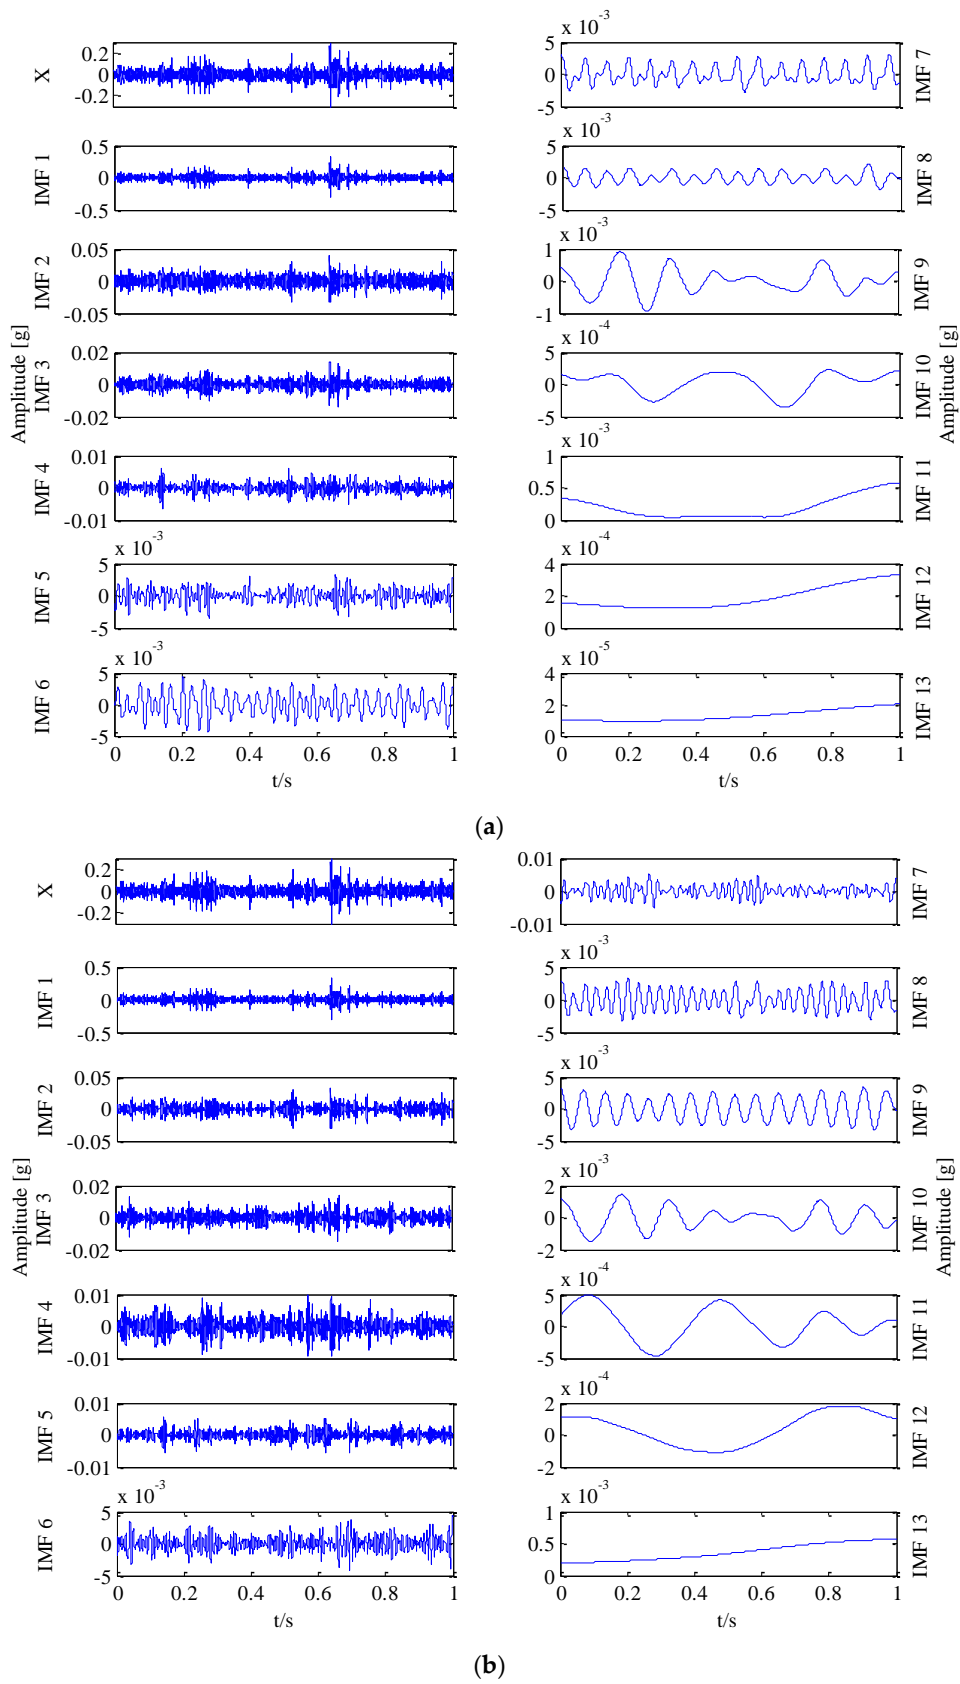 x 10-3
0.2
0
-0.2
X
5
0
-5
IMF 7
0.5
0
-0.5
IMF 1
x 10-3
5
0
-5
IMF 8
0.05
0
-0.05
IMF 2
x 10-3
1
0
-1
IMF 9
0.02
0
-0.02
IMF 3
x 10-4
5
0
-5
IMF 10
Amplitude [g]
Amplitude [g]
0.01
0
-0.01
IMF 4
x 10-3
1
0.5
0
IMF 11
x 10-3
5
0
-5
IMF 5
x 10-4
4
2
0
IMF 12
x 10-3
5
0
-5
IMF 6
0 0.2 0.4 0.6 0.8 1
t/s
x 10-5
4
2
0
IMF 13
0 0.2 0.4 0.6 0.8 1
t/s
(a)
0.2
0
-0.2
X
0.01
0
-0.01
IMF 7
0.5
0
-0.5
IMF 1
x 10-3
5
0
-5
IMF 8
0.05
0
-0.05
IMF 2
x 10-3
5
0
-5
IMF 9
0.02
0
-0.02
IMF 3
x 10-3
2
0
-2
IMF 10
Amplitude [g]
Amplitude [g]
0.01
0
-0.01
IMF 4
x 10-4
5
0
-5
IMF 11
0.01
0
-0.01
IMF 5
x 10-4
2
0
-2
IMF 12
x 10-3
5
0
-5
IMF 6
0 0.2 0.4 0.6 0.8 1
t/s
x 10-3
1
0.5
0
IMF 13
0 0.2 0.4 0.6 0.8 1
t/s
(b)